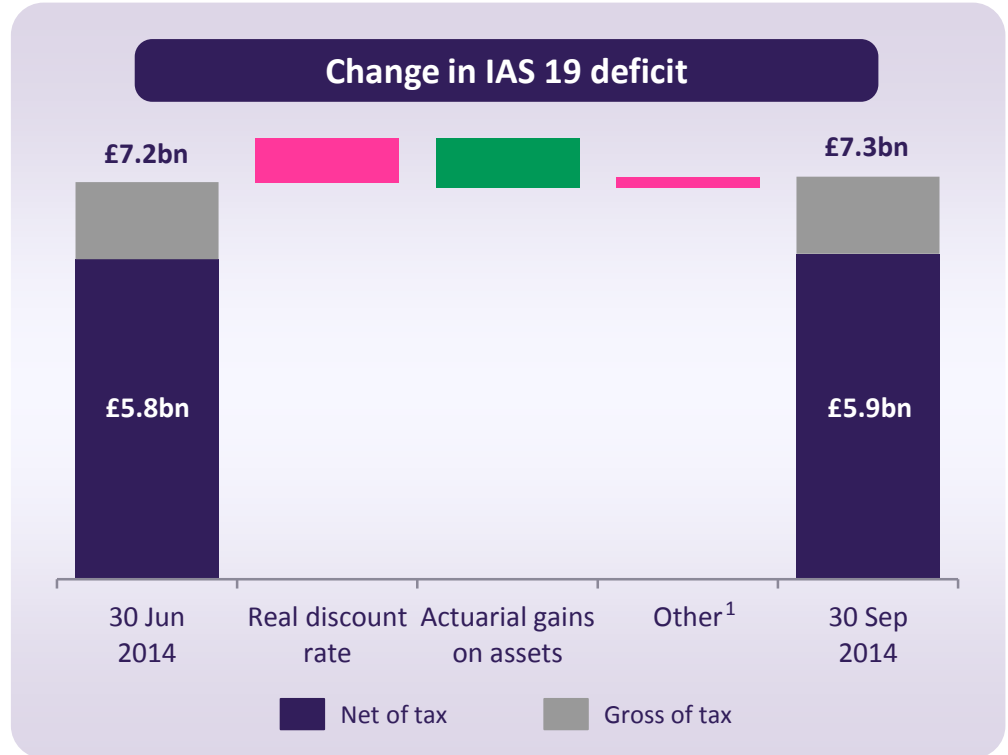 Change in IAS 19 deficit
£7.2bn
£7.3bn
£5.8bn
£5.9bn
30 Jun
2014
Real discount
rate
Actuarial gains
on assets
Other1
30 Sep
2014
Net of tax
Gross of tax